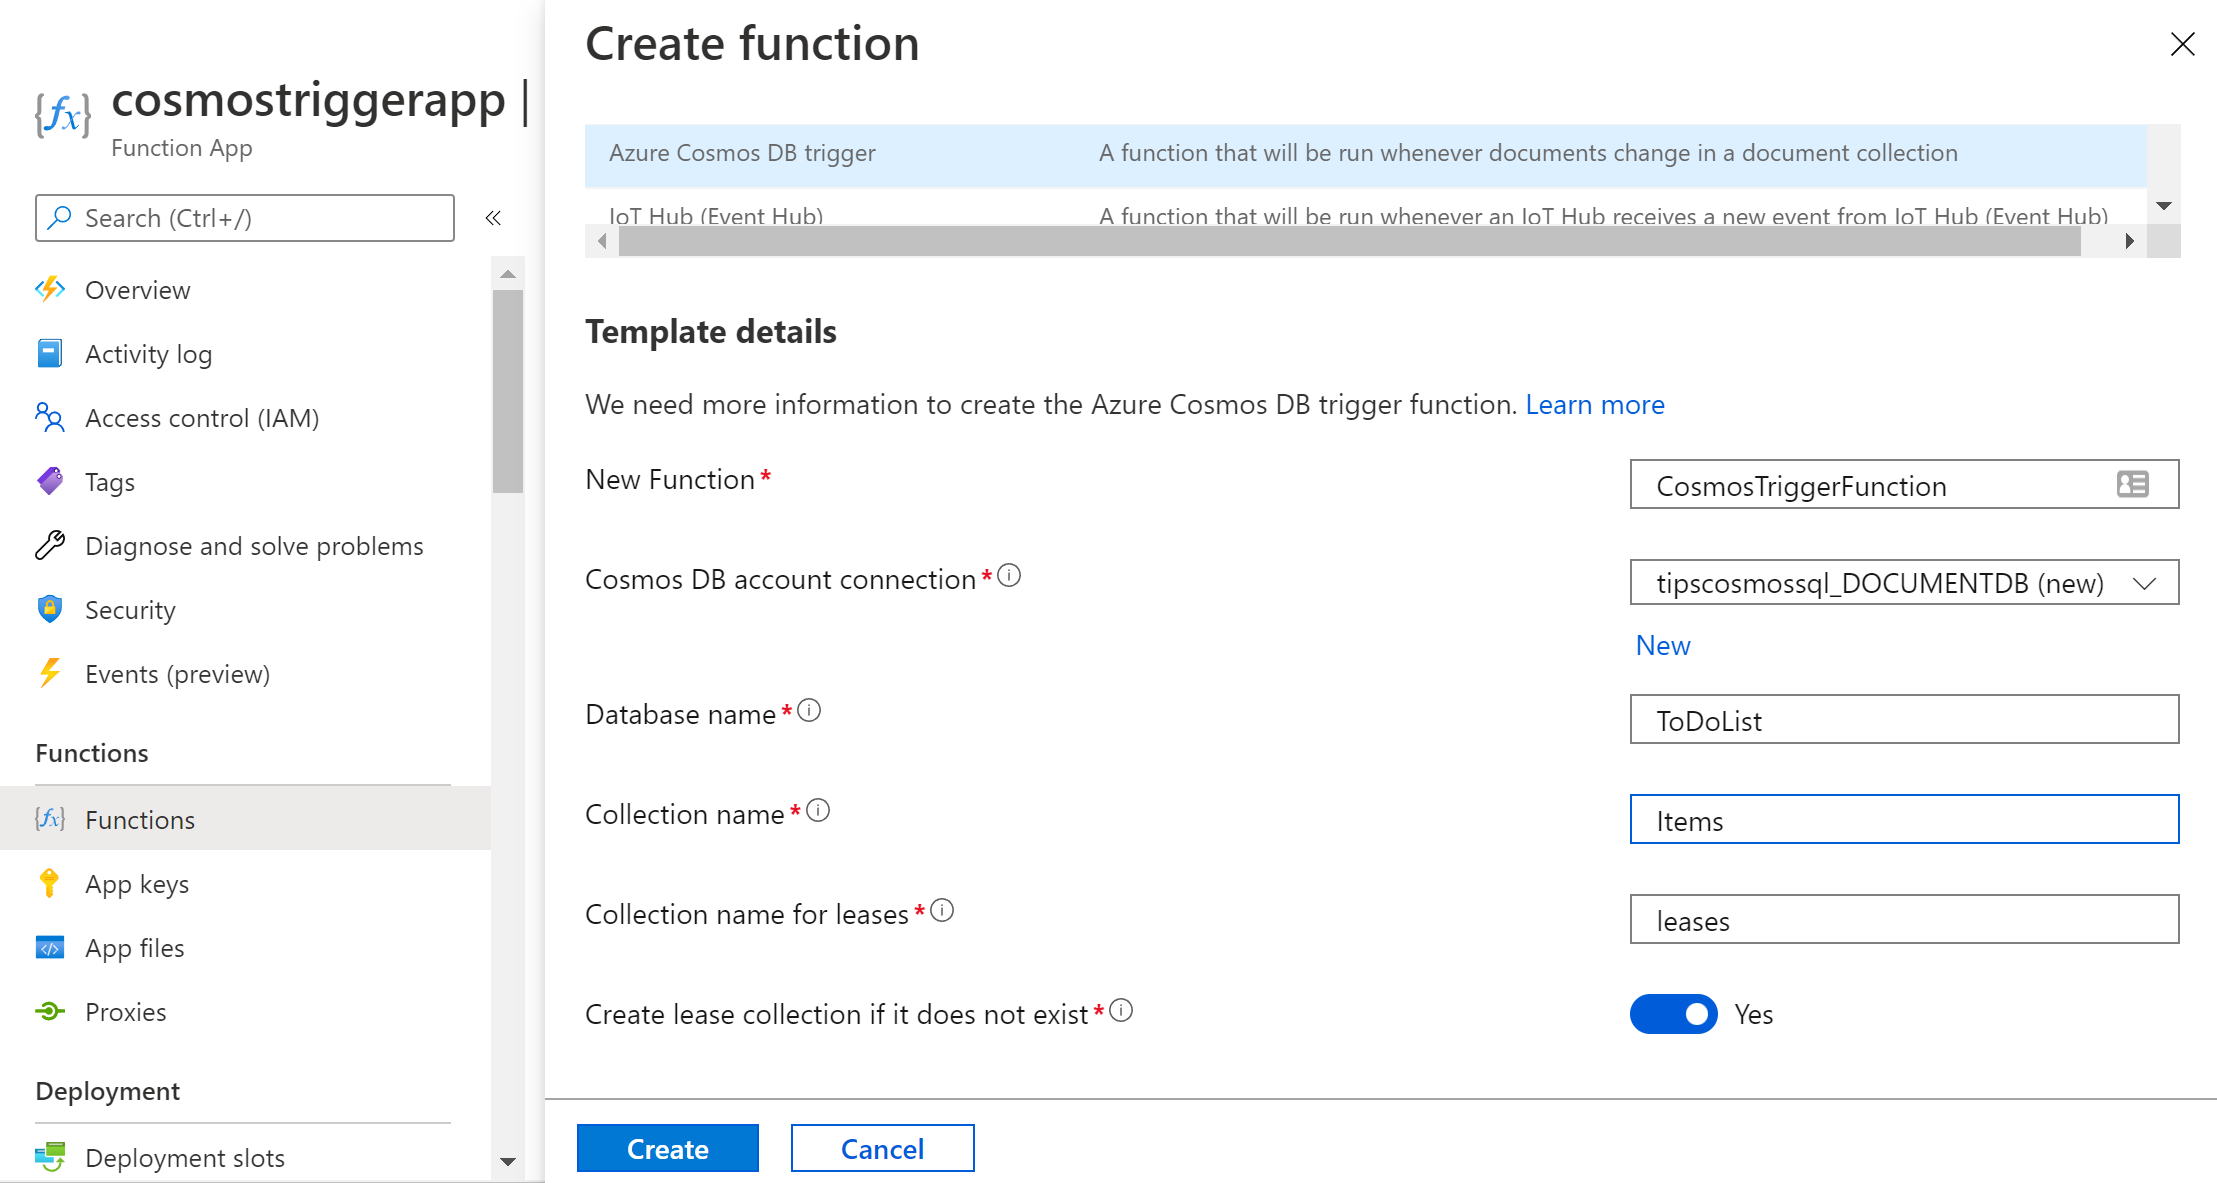 cosmostriggerapp |
Function App
Search (Ctrl+/)
«
Overview
Activity log
Access control (IAM)
Tags
Diagnose and solve problems
Security
Events (preview)
Functions
Functions
App keys
App files
Proxies
Deployment
Deployment slots
Create function
Azure Cosmos DB trigger A function that will be run whenever documents change in a document collection
IoT Hub (Event Hub) A function that will be run whenever an IoT Hub receives a new event from IoT Hub (Event Hub)
Template details
We need more information to create the Azure Cosmos DB trigger function. Learn more
New Function* CosmosTriggerFunction
Cosmos DB account connection* tipscosmossql_DOCUMENTDB (new)
New
Database name* ToDoList
Collection name* Items
Collection name for leases* leases
Create lease collection if it does not exist* Yes
Create Cancel